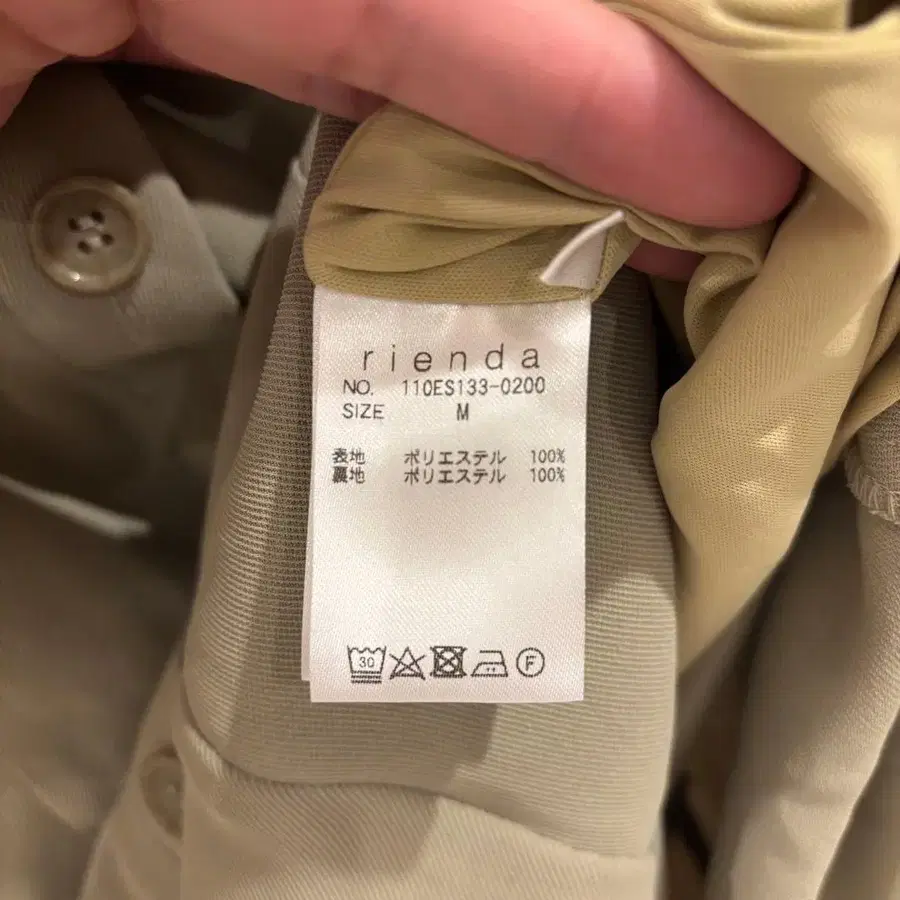 rienda
NO. 110ES133-0200
SIZE M
表地 ポリエステル 100%
裏地 ポリエステル 100%
30 F